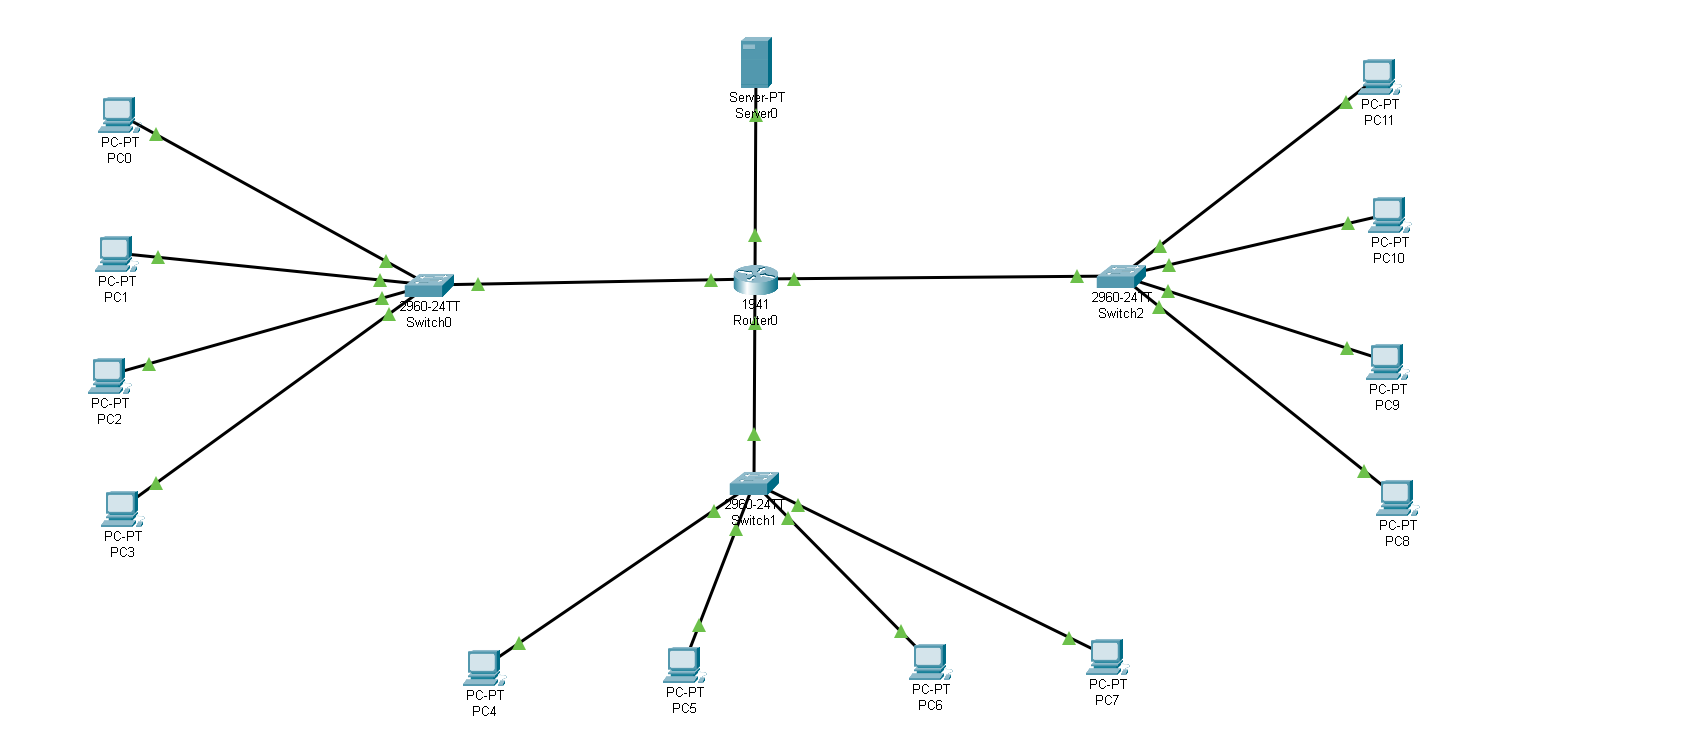 Server-PT
Server0
PC-PT
PC11
PC-PT
PC0
PC-PT
PC10
PC-PT
PC1
2960-24TT
Switch0
1941
Router0
2960-24TT
Switch2
PC-PT
PC2
PC-PT
PC9
PC-PT
PC3
2960-24TT
Switch1
PC-PT
PC8
PC-PT
PC4
PC-PT
PC5
PC-PT
PC6
PC-PT
PC7